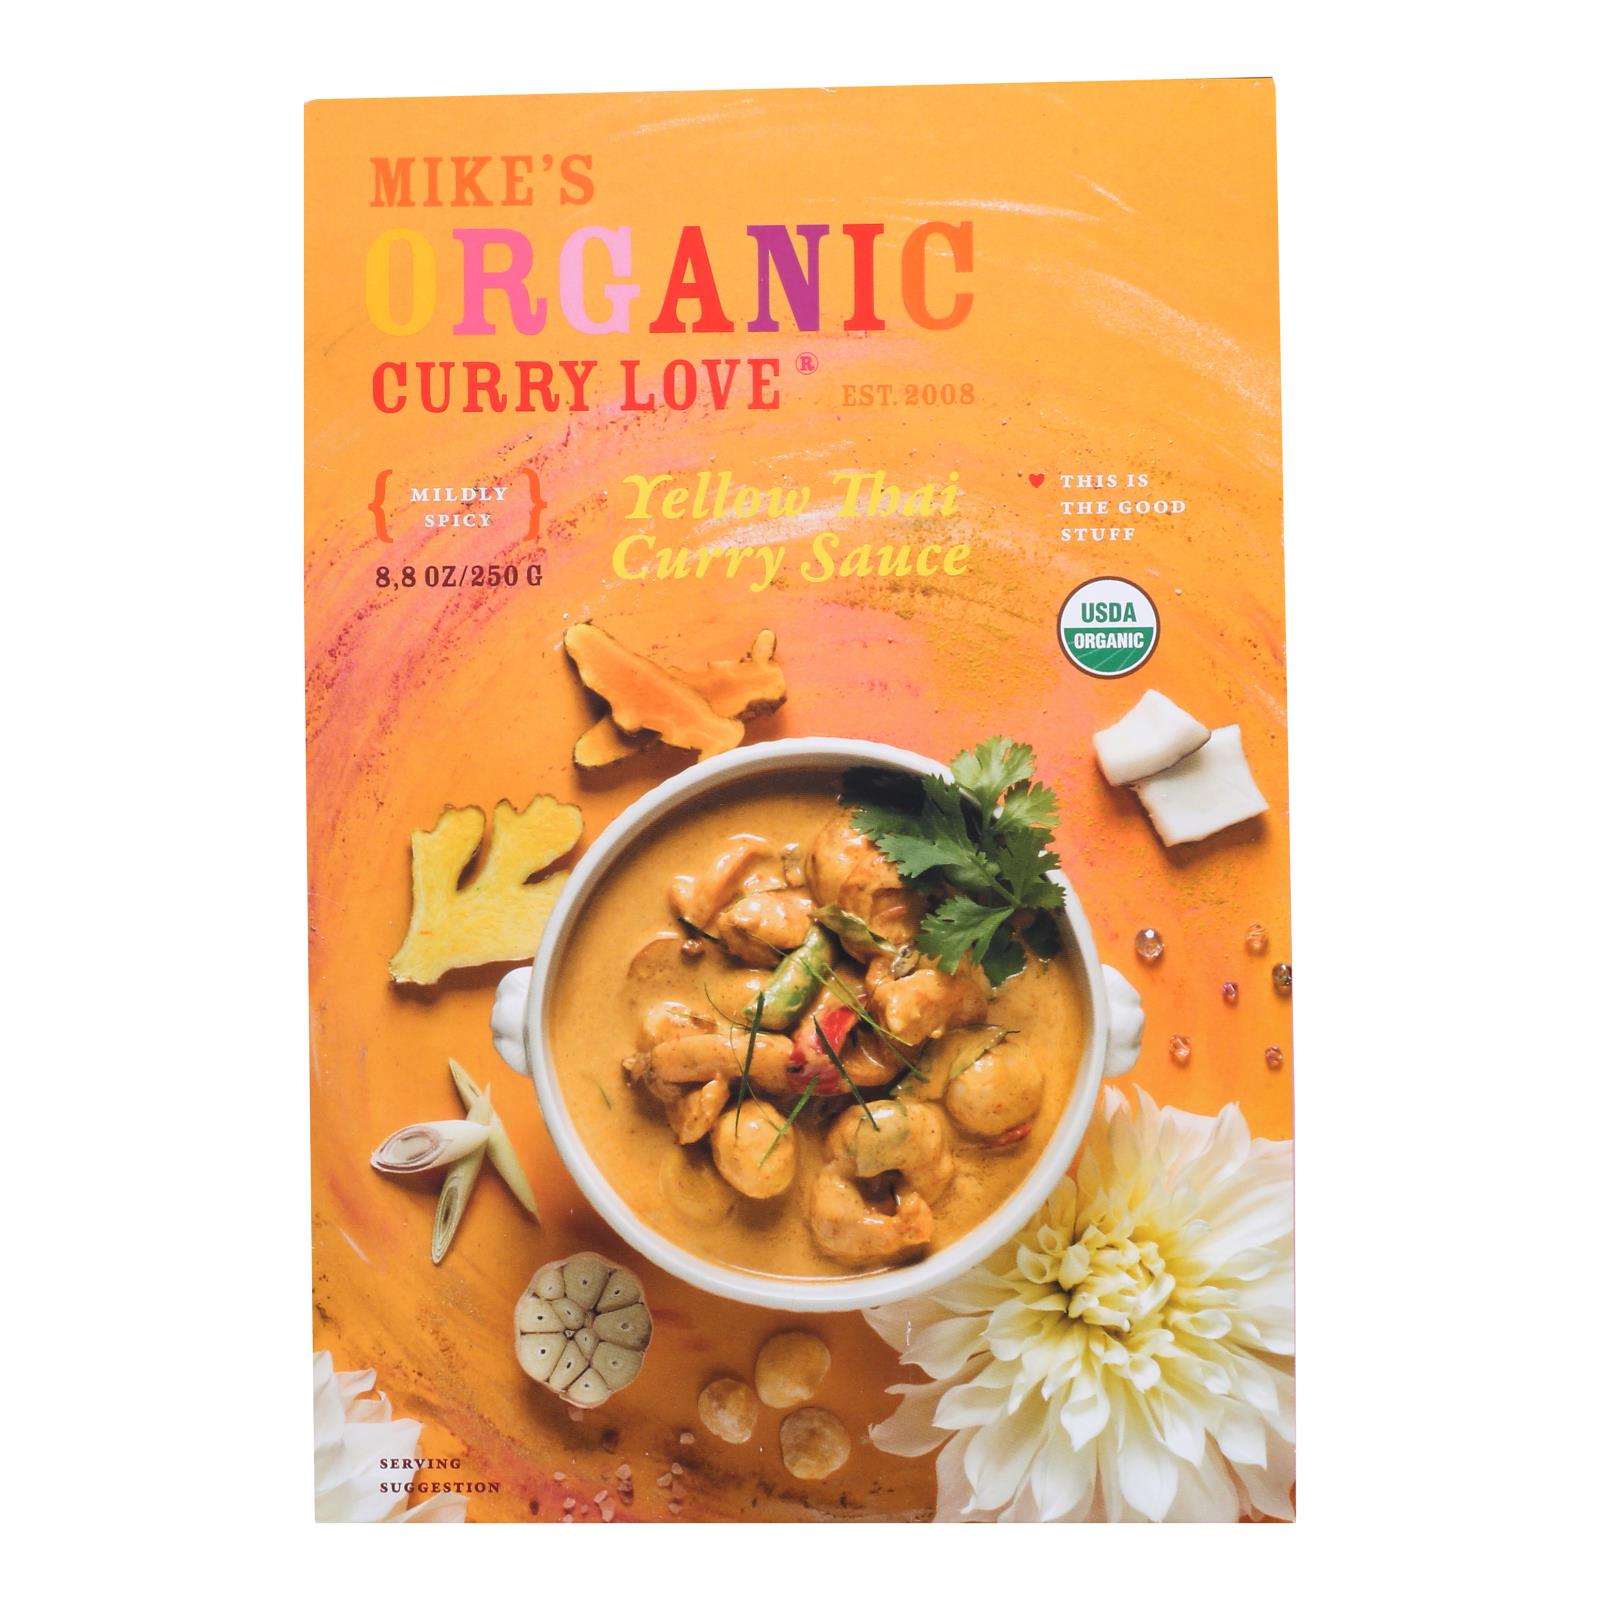 MIKE'S
ORGANIC
CURRY LOVE®
EST. 2008
{ MILDLY
SPICY }
8,8 OZ/250 G
Yellow Thai
Curry Sauce
♥ THIS IS
THE GOOD
STUFF
USDA
ORGANIC
SERVING
SUGGESTION